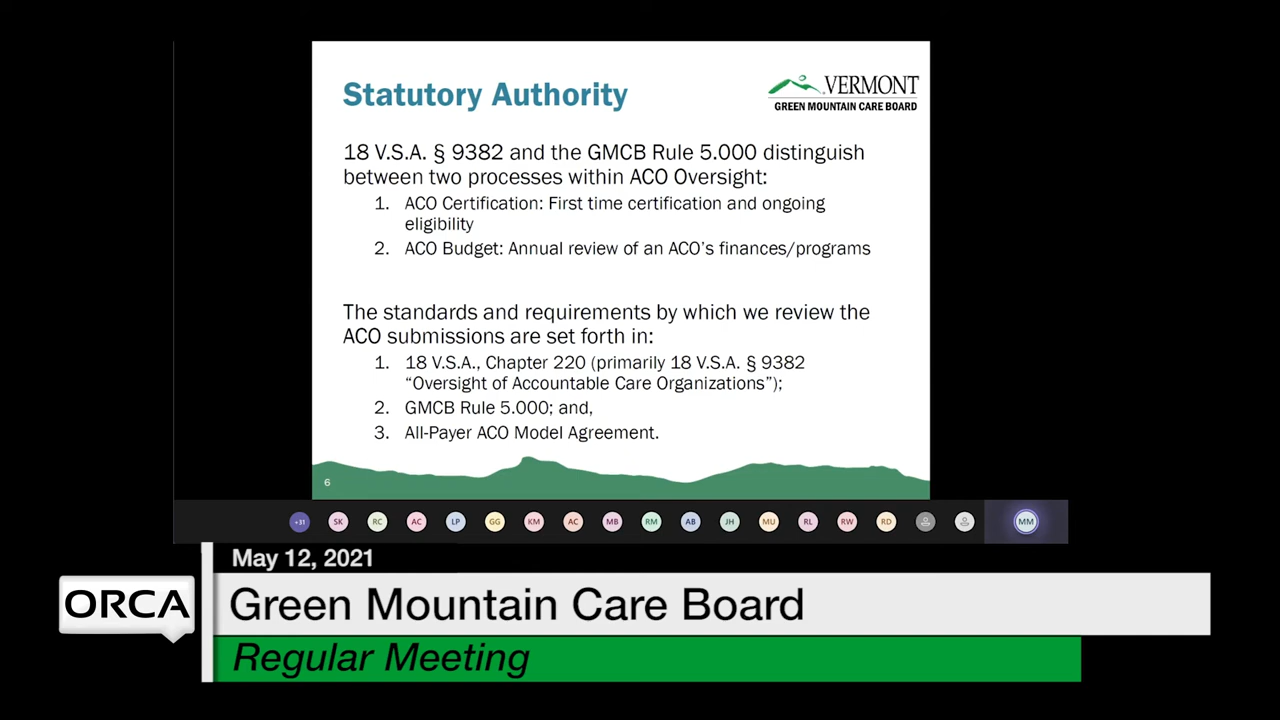 Statutory Authority
VERMONT
GREEN MOUNTAIN CARE BOARD
18 V.S.A. § 9382 and the GMCB Rule 5.000 distinguish
between two processes within ACO Oversight:
1. ACO Certification: First time certification and ongoing
eligibility
2. ACO Budget: Annual review of an ACO's finances/programs
The standards and requirements by which we review the
ACO submissions are set forth in:
1. 18 V.S.A., Chapter 220 (primarily 18 V.S.A. § 9382
“Oversight of Accountable Care Organizations”);
2. GMCB Rule 5.000; and,
3. All-Payer ACO Model Agreement.
6
+31 SK RC AC LP GG KM AC MB RM AB JH MU RL RW RD MM
May 12, 2021
ORCA
Green Mountain Care Board
Regular Meeting